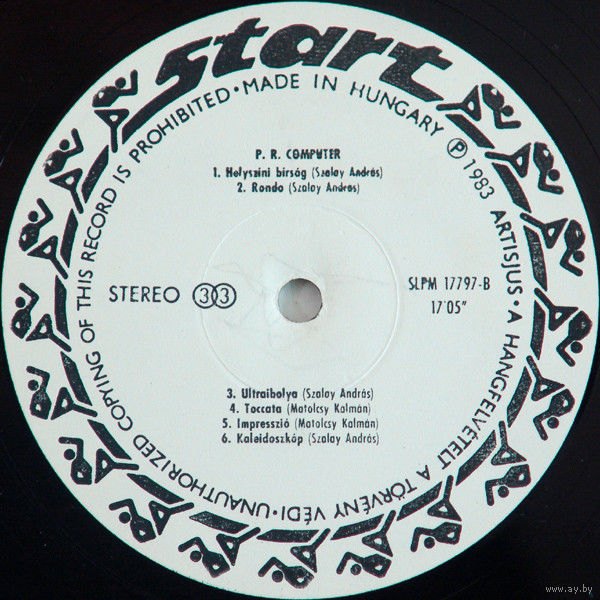 start
UNAUTHORIZED COPYING OF THIS RECORD IS PROHIBITED • MADE IN HUNGARY Ⓟ 1983 ARTISJUS • A HANGFELVÉTELT A TÖRVÉNY VÉDI •
P. R. COMPUTER
1. Helyszíni birság (Szalay András)
2. Rondo (Szalay András)
STEREO 33
SLPM 17797-B
17'05"
3. Ultraibolya (Szalay András)
4. Toccata (Matolcsy Kálmán)
5. Impresszió (Matolcsy Kálmán)
6. Kaleidoszkóp (Szalay András)
www.ay.by